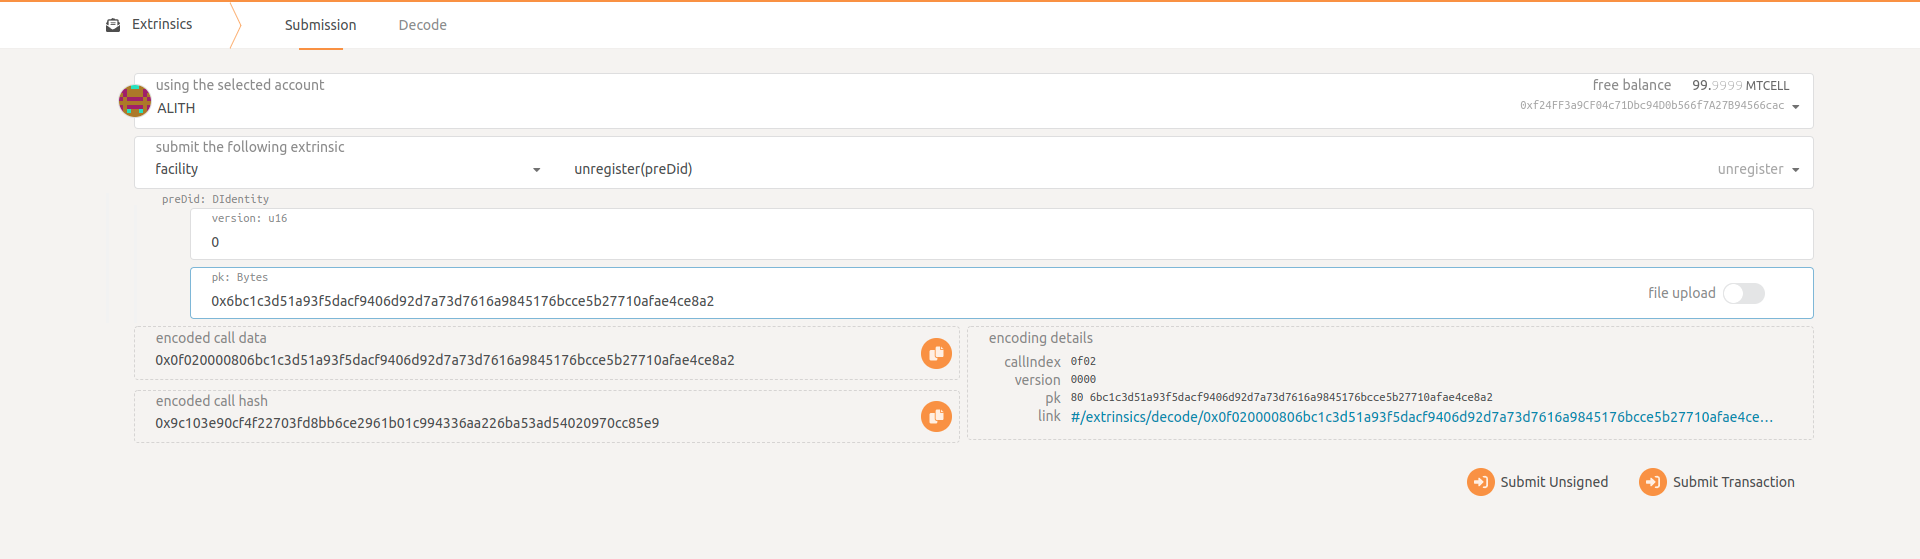 Extrinsics
Submission
Decode
using the selected account
ALITH
free balance 99.9999 MTCELL
0xf24FF3a9CF04c71Dbc94D0b566f7A27B94566cac
submit the following extrinsic
facility
unregister(preDid)
unregister
preDid: DIdentity
version: u16
0
pk: Bytes
0x6bc1c3d51a93f5dacf9406d92d7a73d7616a9845176bcce5b27710afae4ce8a2
file upload
encoded call data
0x0f020000806bc1c3d51a93f5dacf9406d92d7a73d7616a9845176bcce5b27710afae4ce8a2
encoded call hash
0x9c103e90cf4f22703fd8bb6ce2961b01c994336aa226ba53ad54020970cc85e9
encoding details
callIndex 0f02
version 0000
pk 80 6bc1c3d51a93f5dacf9406d92d7a73d7616a9845176bcce5b27710afae4ce8a2
link #/extrinsics/decode/0x0f020000806bc1c3d51a93f5dacf9406d92d7a73d7616a9845176bcce5b27710afae4ce…
Submit Unsigned
Submit Transaction